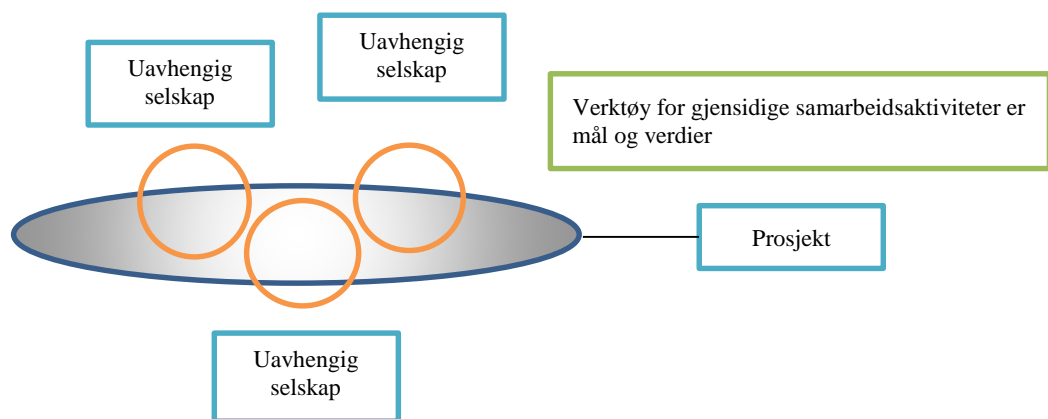 Uavhengig
selskap
Uavhengig
selskap
Verktøy for gjensidige samarbeidsaktiviteter er
mål og verdier
Prosjekt
Uavhengig
selskap